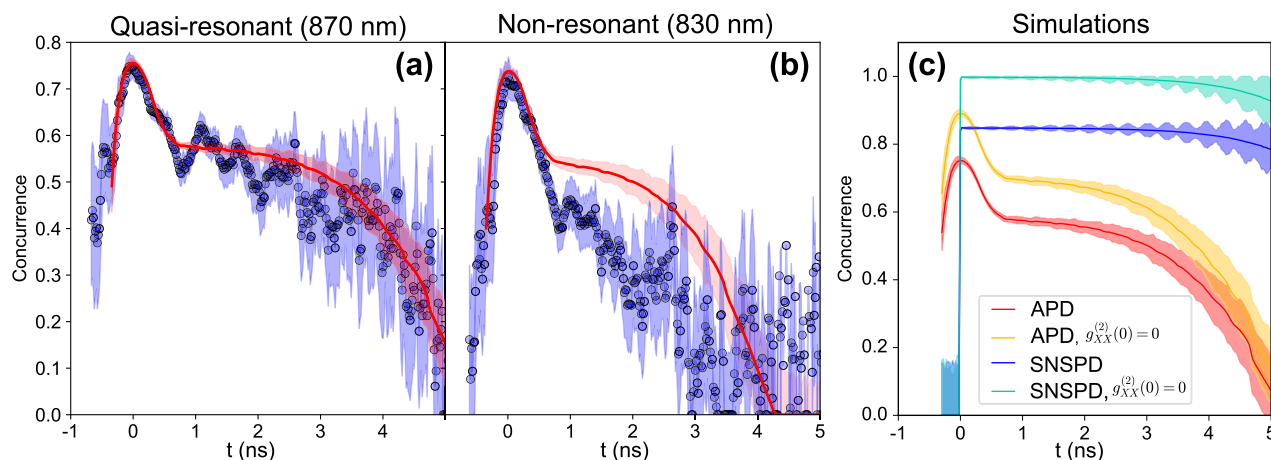 Quasi-resonant (870 nm)
Non-resonant (830 nm)
Simulations
(a)
(b)
(c)
Concurrence
0.8
0.7
0.6
0.5
0.4
0.3
0.2
0.1
0.0
-1
0
1
2
3
4
t (ns)
-1
0
1
2
3
4
5
t (ns)
Concurrence
1.0
0.8
0.6
0.4
0.2
0.0
APD
APD, g_{XX}^{(2)}(0)=0
SNSPD
SNSPD, g_{XX}^{(2)}(0)=0
-1
0
1
2
3
4
5
t (ns)